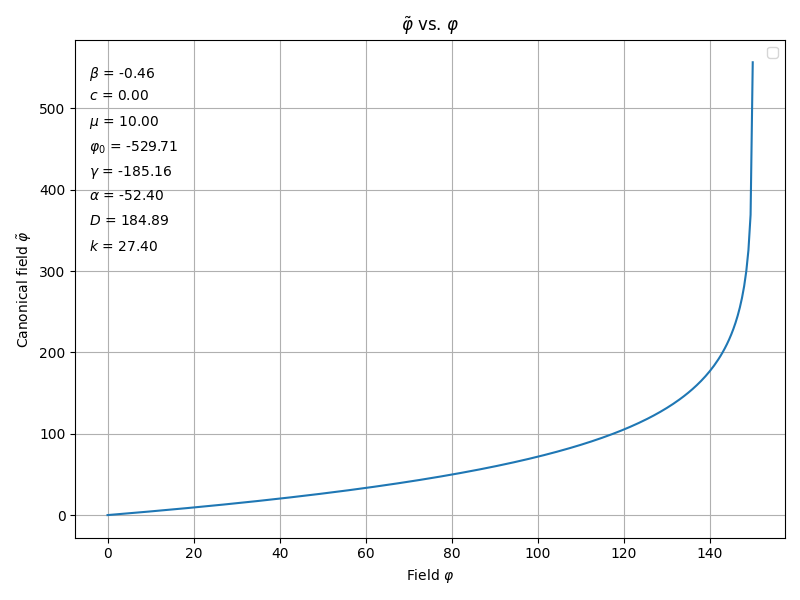 φ̃ vs. φ
β = -0.46
c = 0.00
μ = 10.00
φ₀ = -529.71
γ = -185.16
α = -52.40
D = 184.89
k = 27.40
Canonical field φ̃
500
400
300
200
100
0
0 20 40 60 80 100 120 140
Field φ